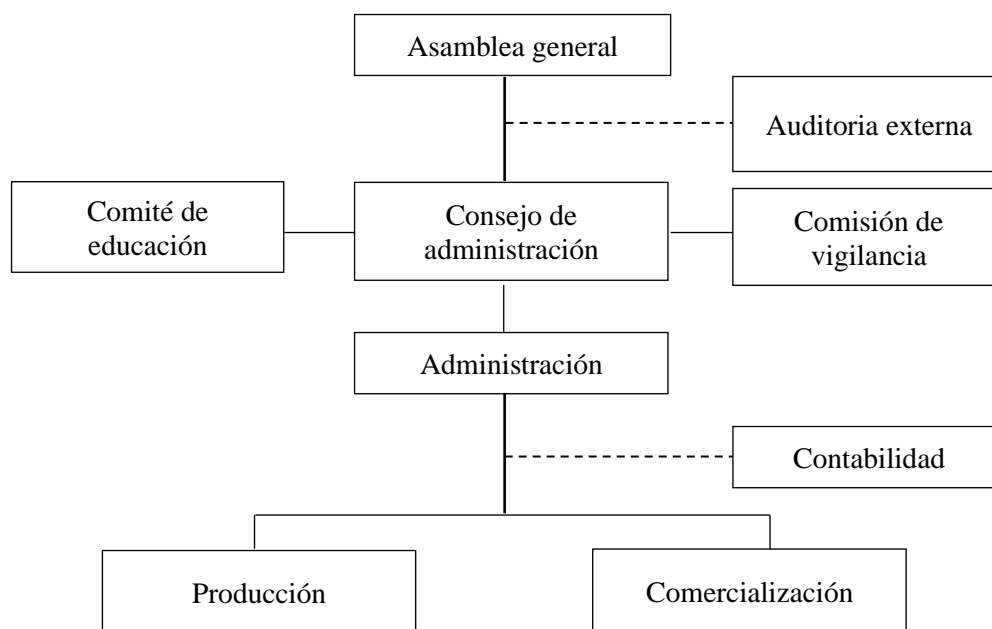 Asamblea general
Auditoria externa
Comité de
educación
Consejo de
administración
Comisión de
vigilancia
Administración
Contabilidad
Producción
Comercialización